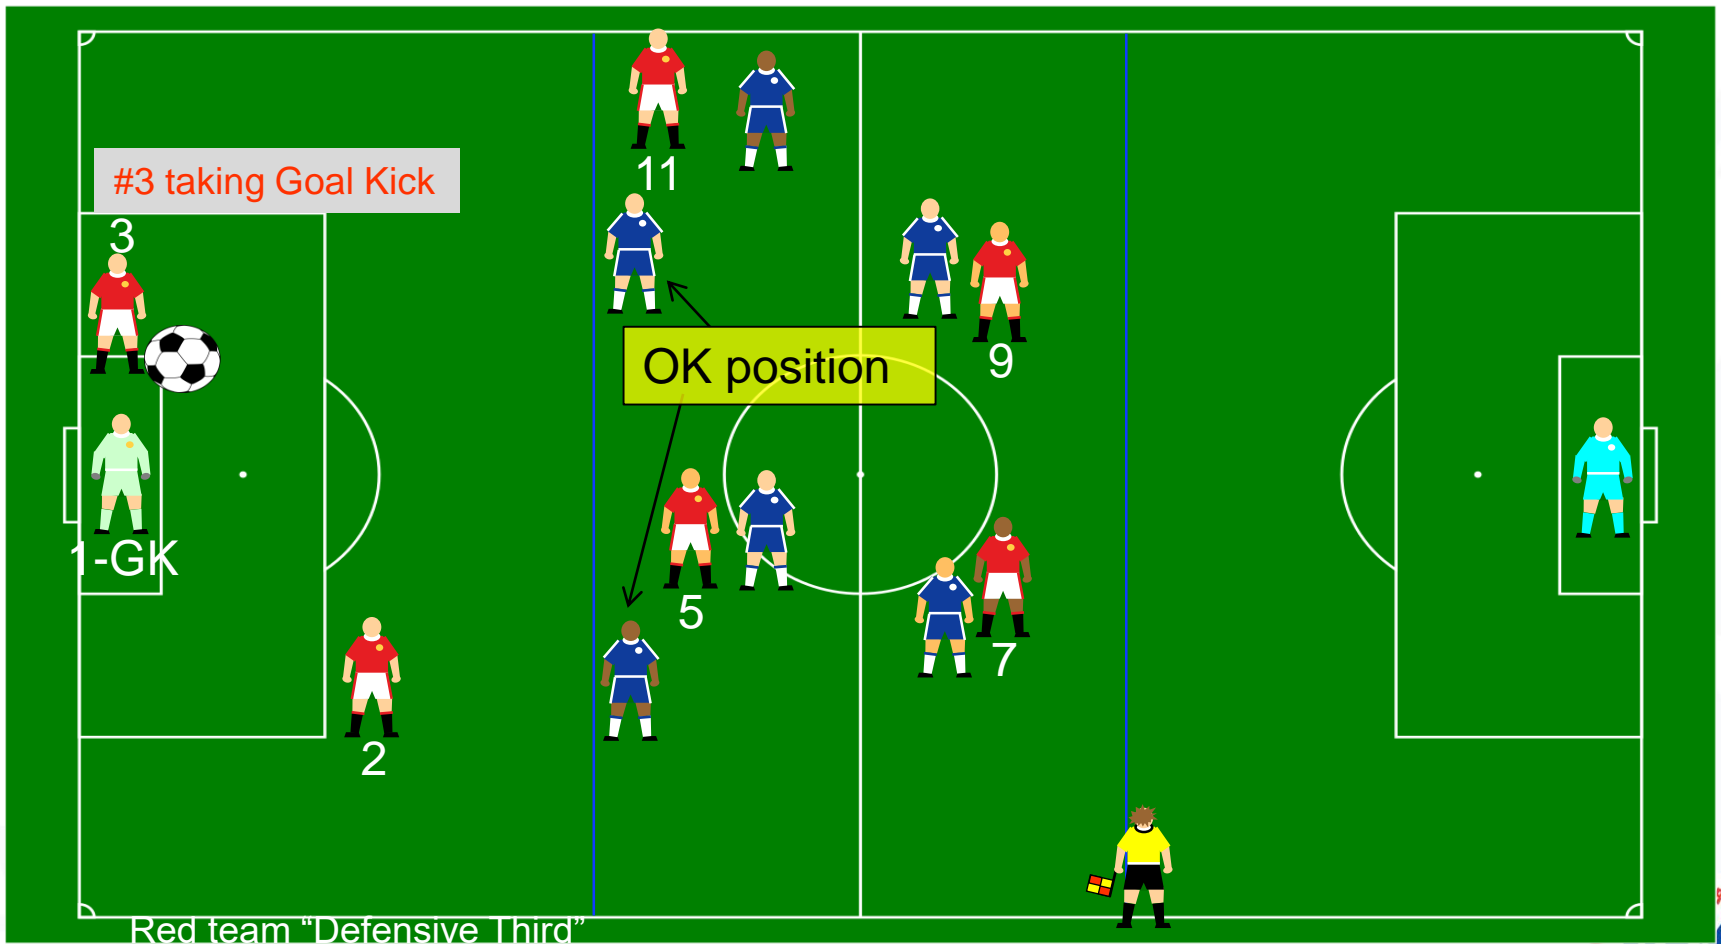 11
#3 taking Goal Kick
3
OK position
9
1-GK
5
7
2
Red team “Defensive Third”